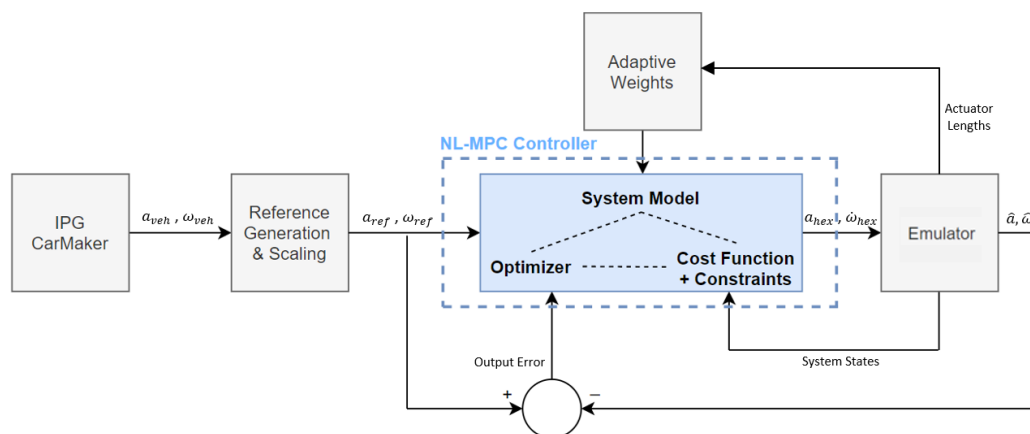 Adaptive
Weights
Actuator
Lengths
NL-MPC Controller
IPG
CarMaker
a_veh , ω_veh
Reference
Generation
& Scaling
a_ref , ω_ref
System Model
Optimizer
Cost Function
+ Constraints
a_hex , ω̇_hex
Emulator
â, ω̂
Output Error
System States
+
−